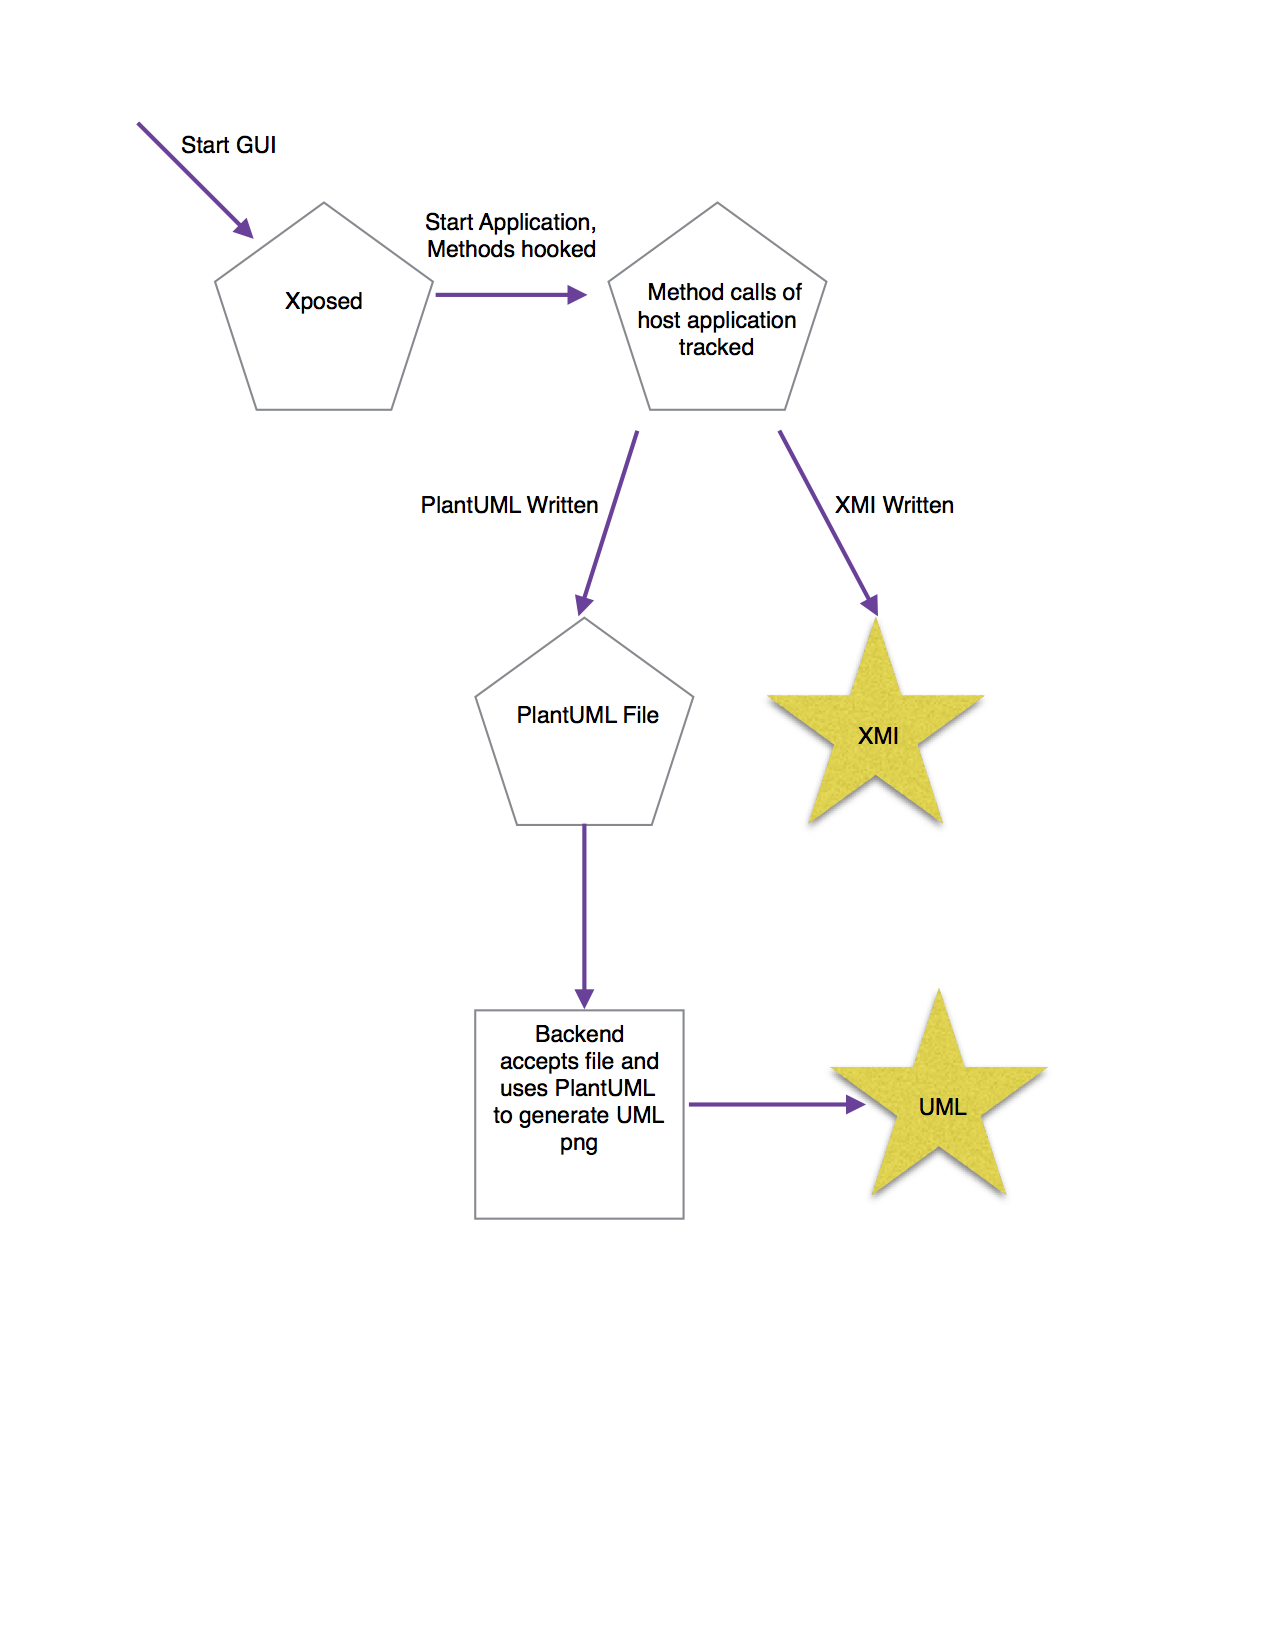 Start GUI
Start Application,
Methods hooked
Xposed
Method calls of
host application
tracked
PlantUML Written
XMI Written
PlantUML File
XMI
Backend
accepts file and
uses PlantUML
to generate UML
png
UML